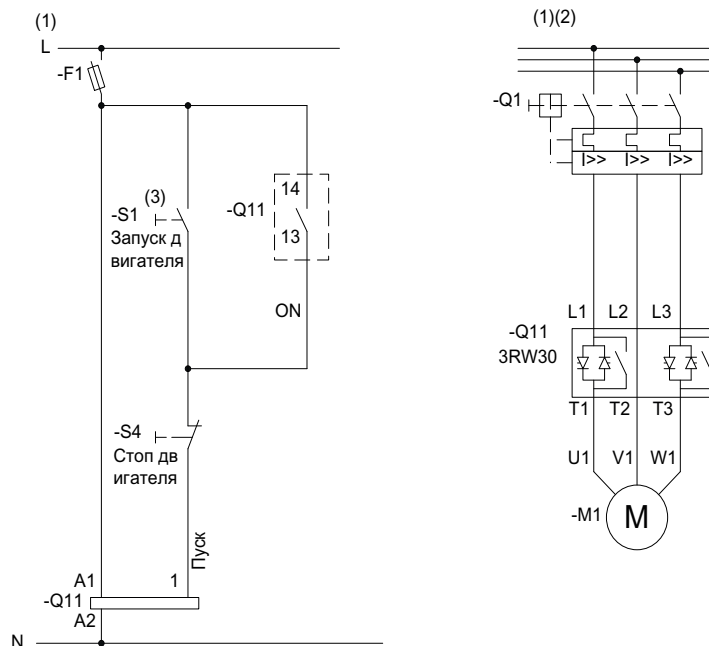 (1)
L
-F1
(3)
-S1
Запуск д
вигателя
14
-Q11
13
ON
-S4
Стоп дв
игателя
Пуск
A1
1
-Q11
A2
N
(1)(2)
-Q1
I>> I>> I>>
L1 L2 L3
-Q11
3RW30
T1 T2 T3
U1 V1 W1
-M1
M